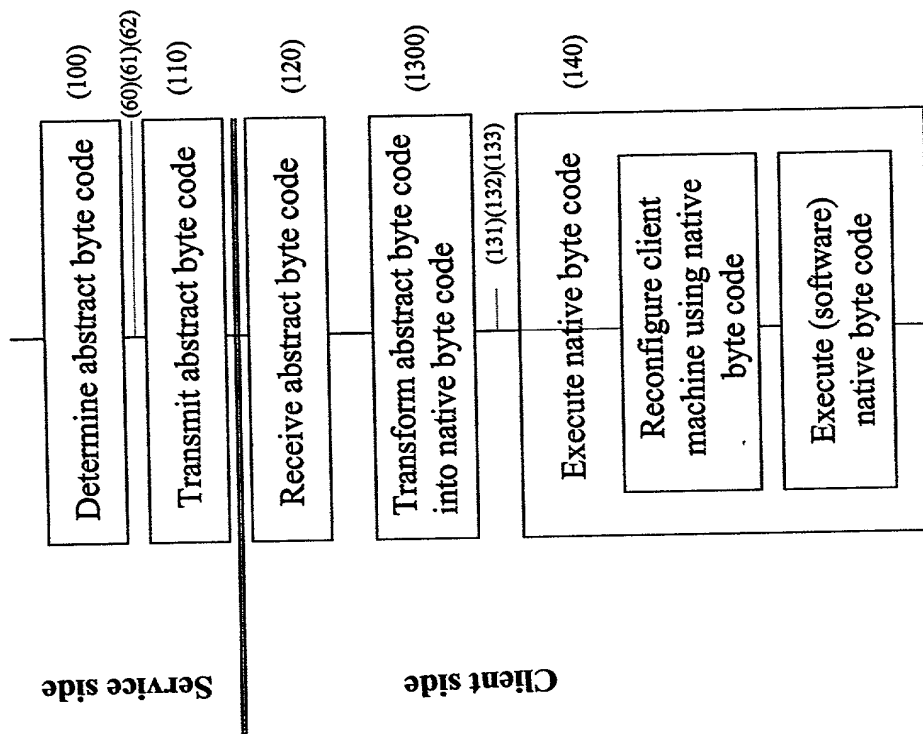 Service side
Determine abstract byte code
(100)
(60)(61)(62)
Transmit abstract byte code
(110)
Client side
Receive abstract byte code
(120)
Transform abstract byte code
into native byte code
(1300)
(131)(132)(133)
Execute native byte code
(140)
Reconfigure client
machine using native
byte code
Execute (software)
native byte code